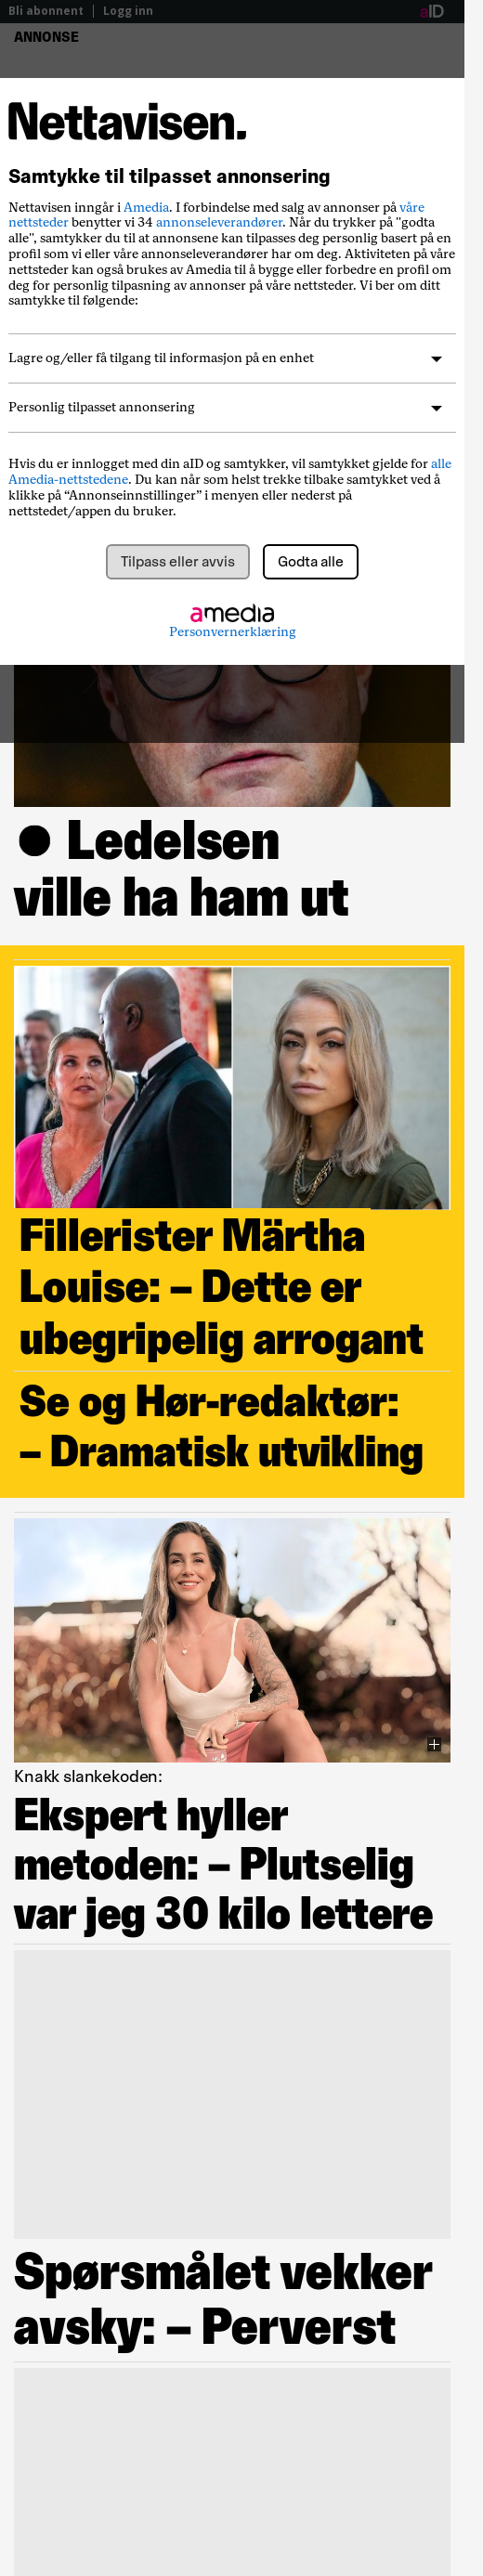 Bli abonnent | Logg inn
aID
ANNONSE
Nettavisen.
Samtykke til tilpasset annonsering
Nettavisen inngår i Amedia. I forbindelse med salg av annonser på våre
nettsteder benytter vi 34 annonseleverandører. Når du trykker på "godta
alle", samtykker du til at annonsene kan tilpasses deg personlig basert på en
profil som vi eller våre annonseleverandører har om deg. Aktiviteten på våre
nettsteder kan også brukes av Amedia til å bygge eller forbedre en profil om
deg for personlig tilpasning av annonser på våre nettsteder. Vi ber om ditt
samtykke til følgende:
Lagre og/eller få tilgang til informasjon på en enhet
Personlig tilpasset annonsering
Hvis du er innlogget med din aID og samtykker, vil samtykket gjelde for alle
Amedia-nettstedene. Du kan når som helst trekke tilbake samtykket ved å
klikke på “Annonseinnstillinger” i menyen eller nederst på
nettstedet/appen du bruker.
Tilpass eller avvis
Godta alle
amedia
Personvernerklæring
● Ledelsen
ville ha ham ut
Fillerister Märtha
Louise: – Dette er
ubegripelig arrogant
Se og Hør-redaktør:
– Dramatisk utvikling
Knakk slankekoden:
Ekspert hyller
metoden: – Plutselig
var jeg 30 kilo lettere
Spørsmålet vekker
avsky: – Perverst